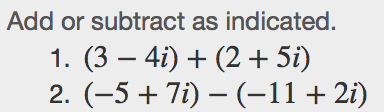 Add or subtract as indicated.
1. (3 − 4i) + (2 + 5i)
2. (−5 + 7i) − (−11 + 2i)